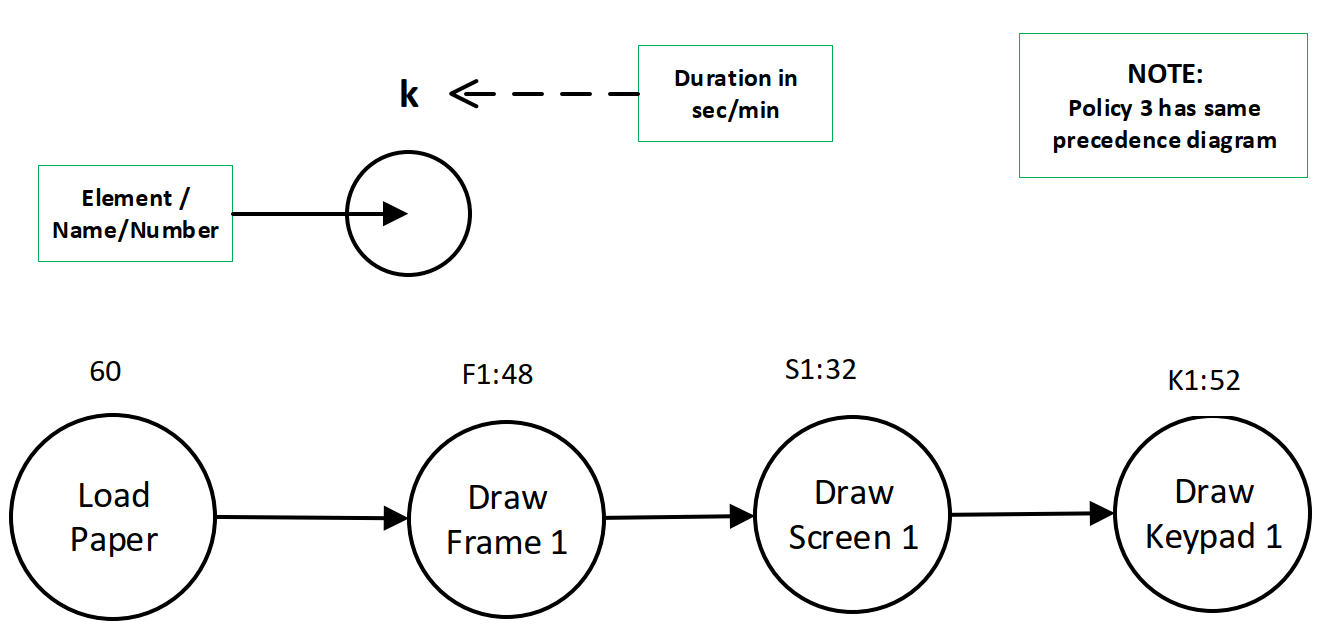 k
Duration in
sec/min
NOTE:
Policy 3 has same
precedence diagram
Element /
Name/Number
60
F1:48
S1:32
K1:52
Load
Paper
Draw
Frame 1
Draw
Screen 1
Draw
Keypad 1